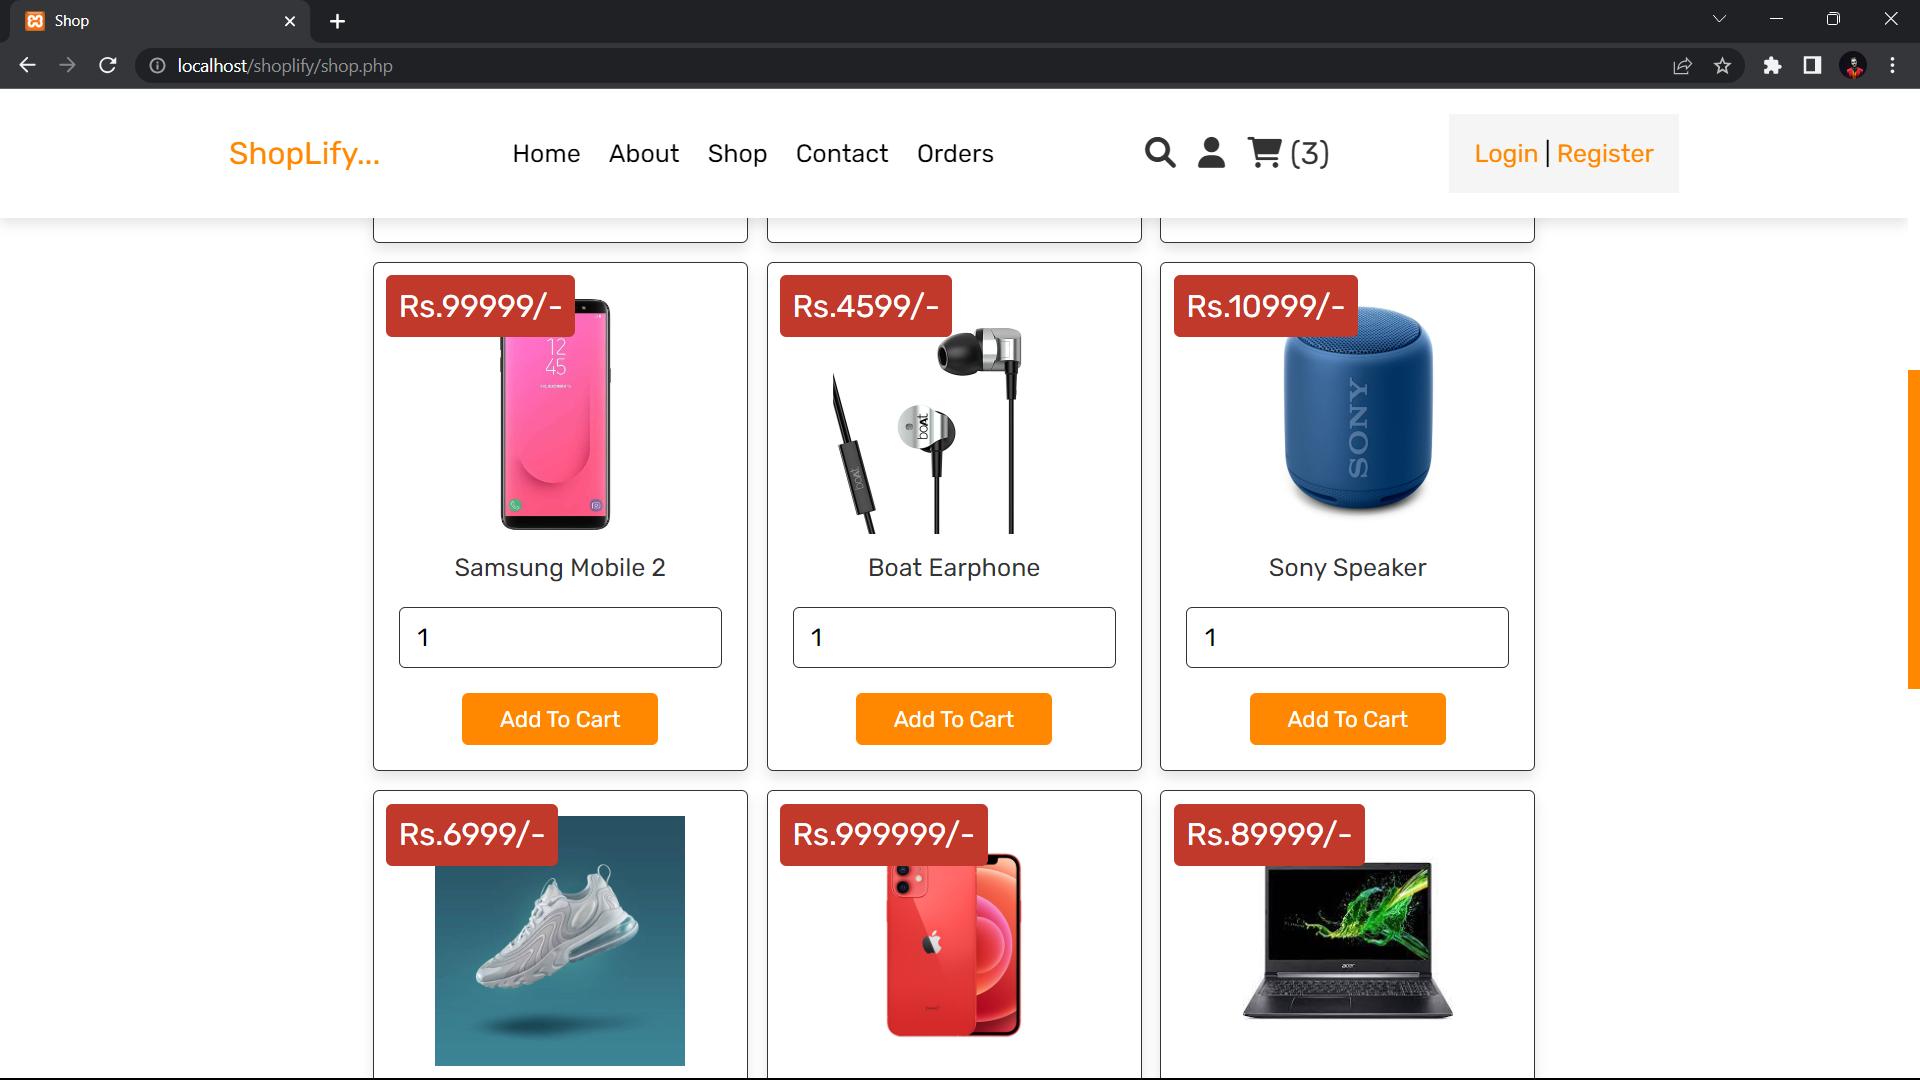 Shop
localhost/shoplify/shop.php
ShopLify...
Home About Shop Contact Orders
(3)
Login | Register
Rs.99999/- Rs.4599/- Rs.10999/-
12
45
boAt
boAt
SONY
Samsung Mobile 2 Boat Earphone Sony Speaker
1 1 1
Add To Cart Add To Cart Add To Cart
Rs.6999/- Rs.999999/- Rs.89999/-
acer